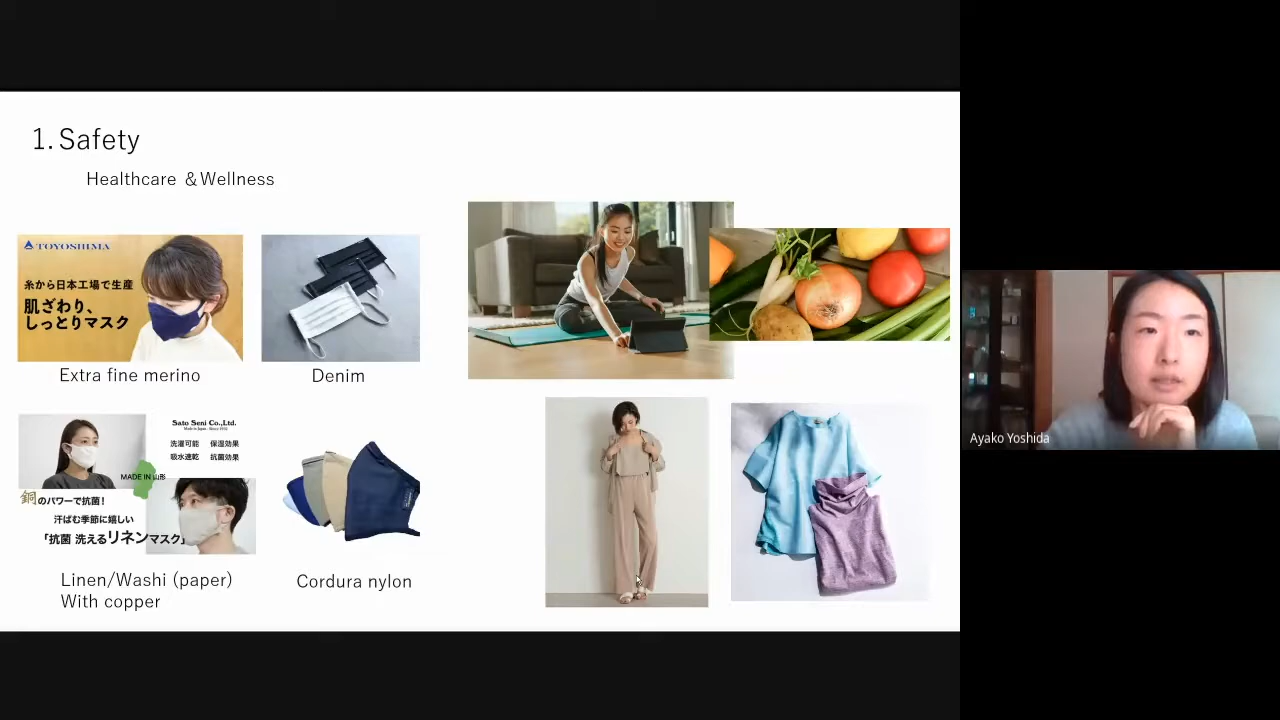 1. Safety
Healthcare ＆Wellness
TOYOSHIMA
糸から日本工場で生産
肌ざわり、
しっとりマスク
Extra fine merino
Denim
Sato Seni Co.,Ltd.
Made in Japan - Since 1932
洗濯可能 保湿効果
吸水速乾 抗菌効果
MADE IN 山形
銅のパワーで抗菌！
汗ばむ季節に嬉しい
「抗菌 洗えるリネンマスク」
Linen/Washi (paper)
With copper
Cordura nylon
Ayako Yoshida